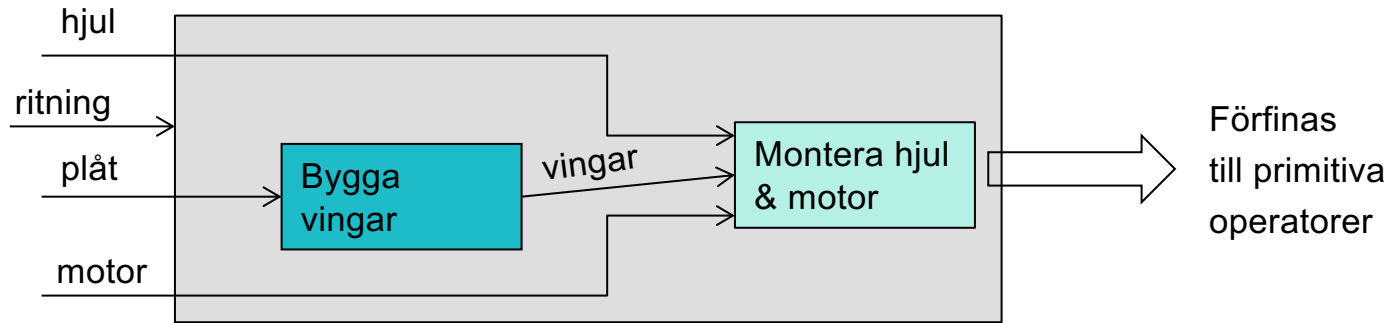 hjul
ritning
plåt
motor
Bygga
vingar
vingar
Montera hjul
& motor
Förfinas
till primitiva
operatorer